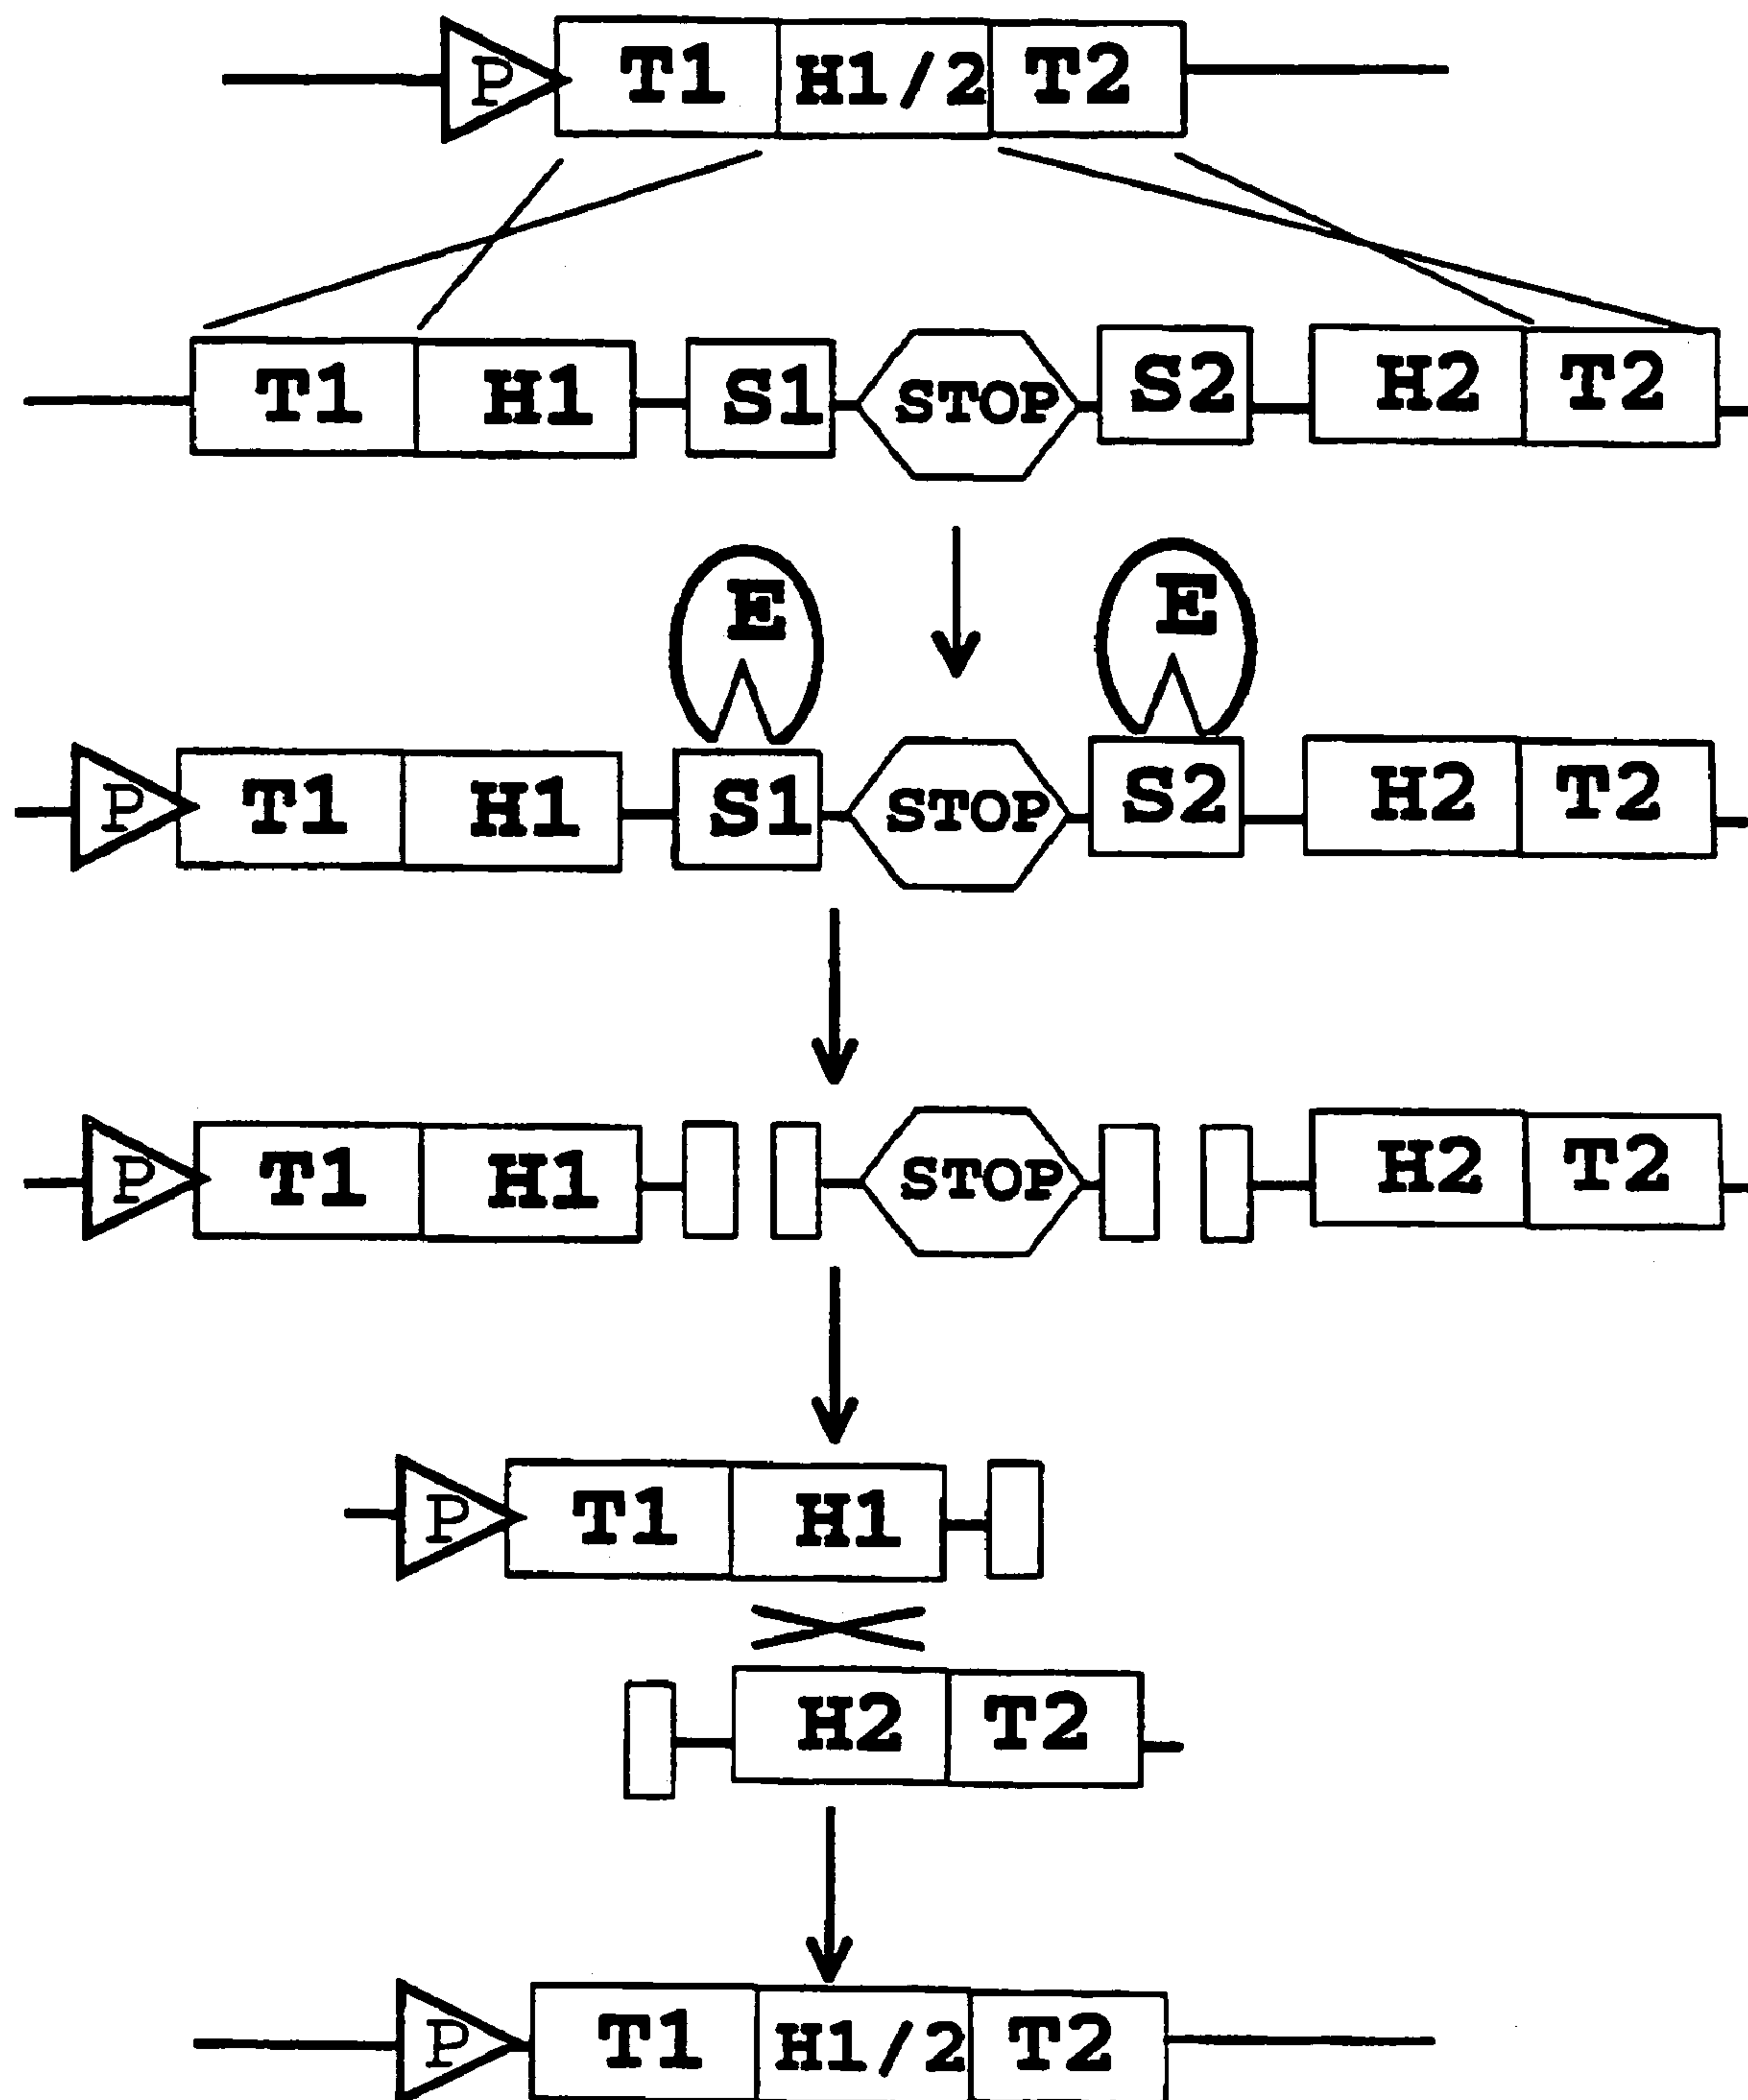 P T1 H1/2 T2
T1 H1 S1 STOP S2 H2 T2
E E
P T1 H1 S1 STOP S2 H2 T2
P T1 H1 STOP H2 T2
P T1 H1
H2 T2
P T1 H1/2 T2